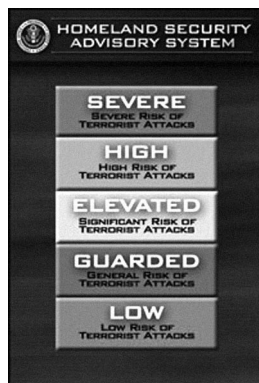 HOMELAND SECURITY
ADVISORY SYSTEM
SEVERE
SEVERE RISK OF
TERRORIST ATTACKS
HIGH
HIGH RISK OF
TERRORIST ATTACKS
ELEVATED
SIGNIFICANT RISK OF
TERRORIST ATTACKS
GUARDED
GENERAL RISK OF
TERRORIST ATTACKS
LOW
LOW RISK OF
TERRORIST ATTACKS